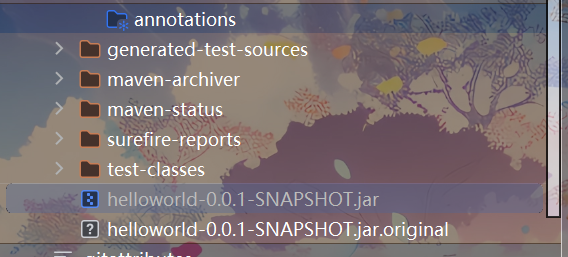 annotations
generated-test-sources
maven-archiver
maven-status
surefire-reports
test-classes
helloworld-0.0.1-SNAPSHOT.jar
helloworld-0.0.1-SNAPSHOT.jar.original
.gitattributes